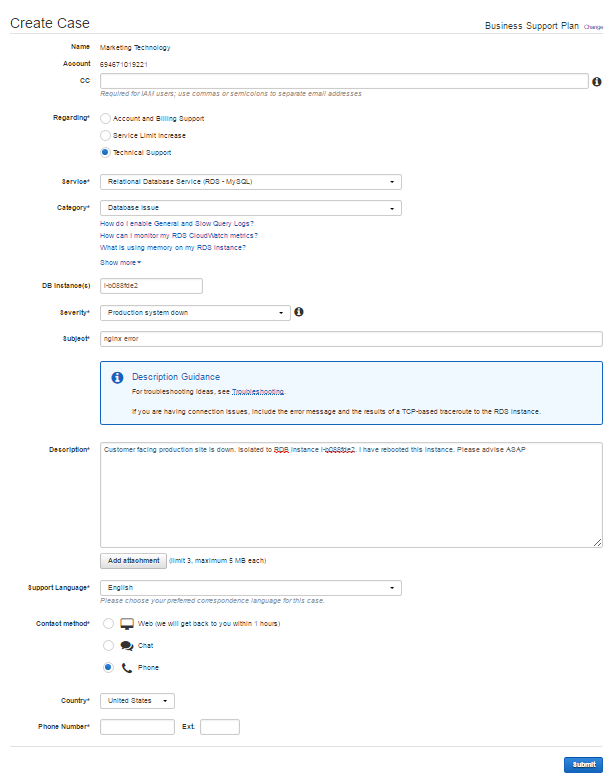 Create Case
Business Support Plan Change
Name Marketing Technology
Account 694671019221
CC
Required for IAM users; use commas or semicolons to separate email addresses
Regarding* Account and Billing Support
Service Limit Increase
Technical Support
Service* Relational Database Service (RDS - MySQL)
Category* Database Issue
How do I enable General and Slow Query Logs?
How can I monitor my RDS CloudWatch metrics?
What is using memory on my RDS Instance?
Show more
DB Instance(s) i-b088fde2
Severity* Production system down
Subject* nginx error
Description Guidance
For troubleshooting ideas, see Troubleshooting.
If you are having connection issues, include the error message and the results of a TCP-based traceroute to the RDS instance.
Description* Customer facing production site is down. Isolated to RDS instance i-b088fde2. I have rebooted this instance. Please advise ASAP
Add attachment (limit 3, maximum 5 MB each)
Support Language* English
Please choose your preferred correspondence language for this case.
Contact method* Web (we will get back to you within 1 hours)
Chat
Phone
Country* United States
Phone Number* Ext.
Submit